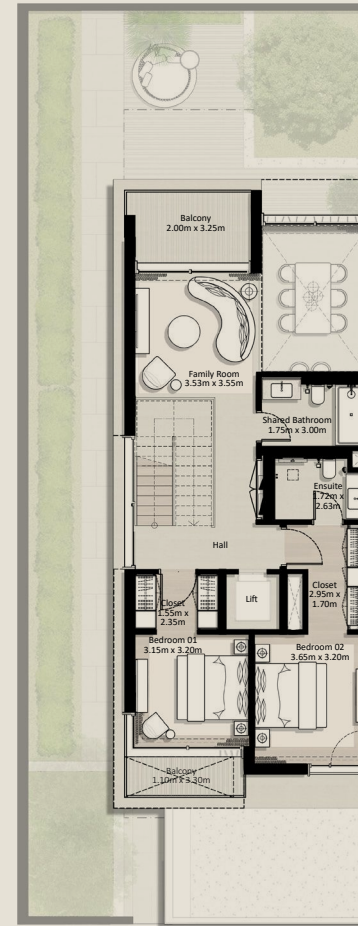 Balcony
2.00m x 3.25m
Family Room
3.53m x 3.55m
Shared Bathroom
1.75m x 3.00m
Ensuite
1.72m x
2.63m
Hall
Closet
1.55m x
2.35m
Lift
Closet
2.95m x
1.70m
Bedroom 01
3.15m x 3.20m
Bedroom 02
3.65m x 3.20m
Balcony
1.10m x 3.30m